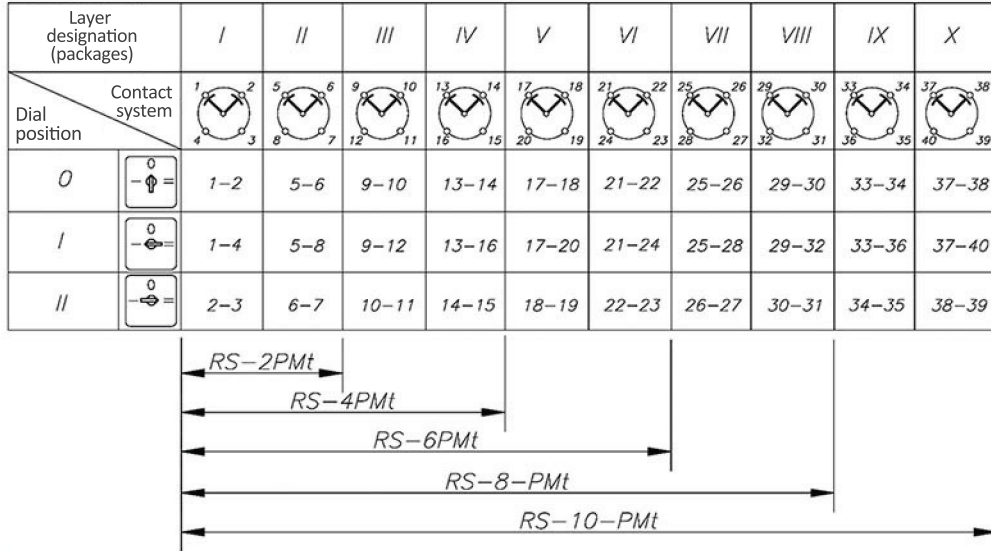 Layer
designation
(packages)
I II III IV V VI VII VIII IX X
Contact
system
Dial
position
1 2 5 6 9 10 13 14 17 18 21 22 25 26 29 30 33 34 37 38
4 3 8 7 12 11 16 15 20 19 24 23 28 27 32 31 36 35 40 39
0 0 - = 1-2 5-6 9-10 13-14 17-18 21-22 25-26 29-30 33-34 37-38
I 0 - = 1-4 5-8 9-12 13-16 17-20 21-24 25-28 29-32 33-36 37-40
II 0 - = 2-3 6-7 10-11 14-15 18-19 22-23 26-27 30-31 34-35 38-39
RS-2PMt
RS-4PMt
RS-6PMt
RS-8-PMt
RS-10-PMt